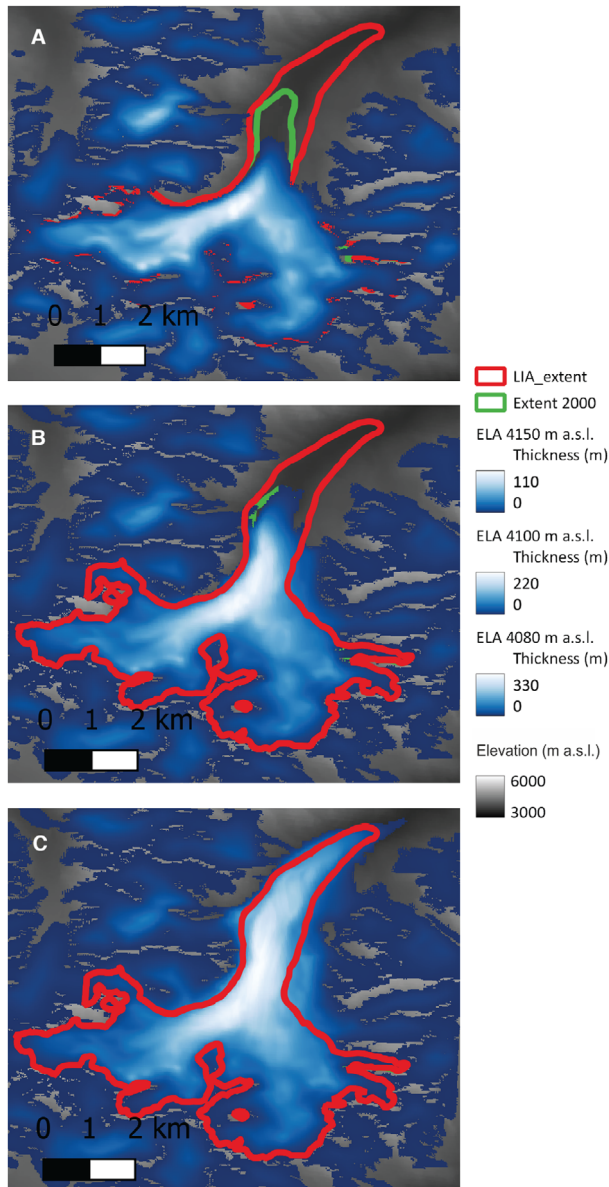 A
0 1 2 km
B
0 1 2 km
C
0 1 2 km
LIA_extent
Extent 2000
ELA 4150 m a.s.l.
Thickness (m)
110
0
ELA 4100 m a.s.l.
Thickness (m)
220
0
ELA 4080 m a.s.l.
Thickness (m)
330
0
Elevation (m a.s.l.)
6000
3000